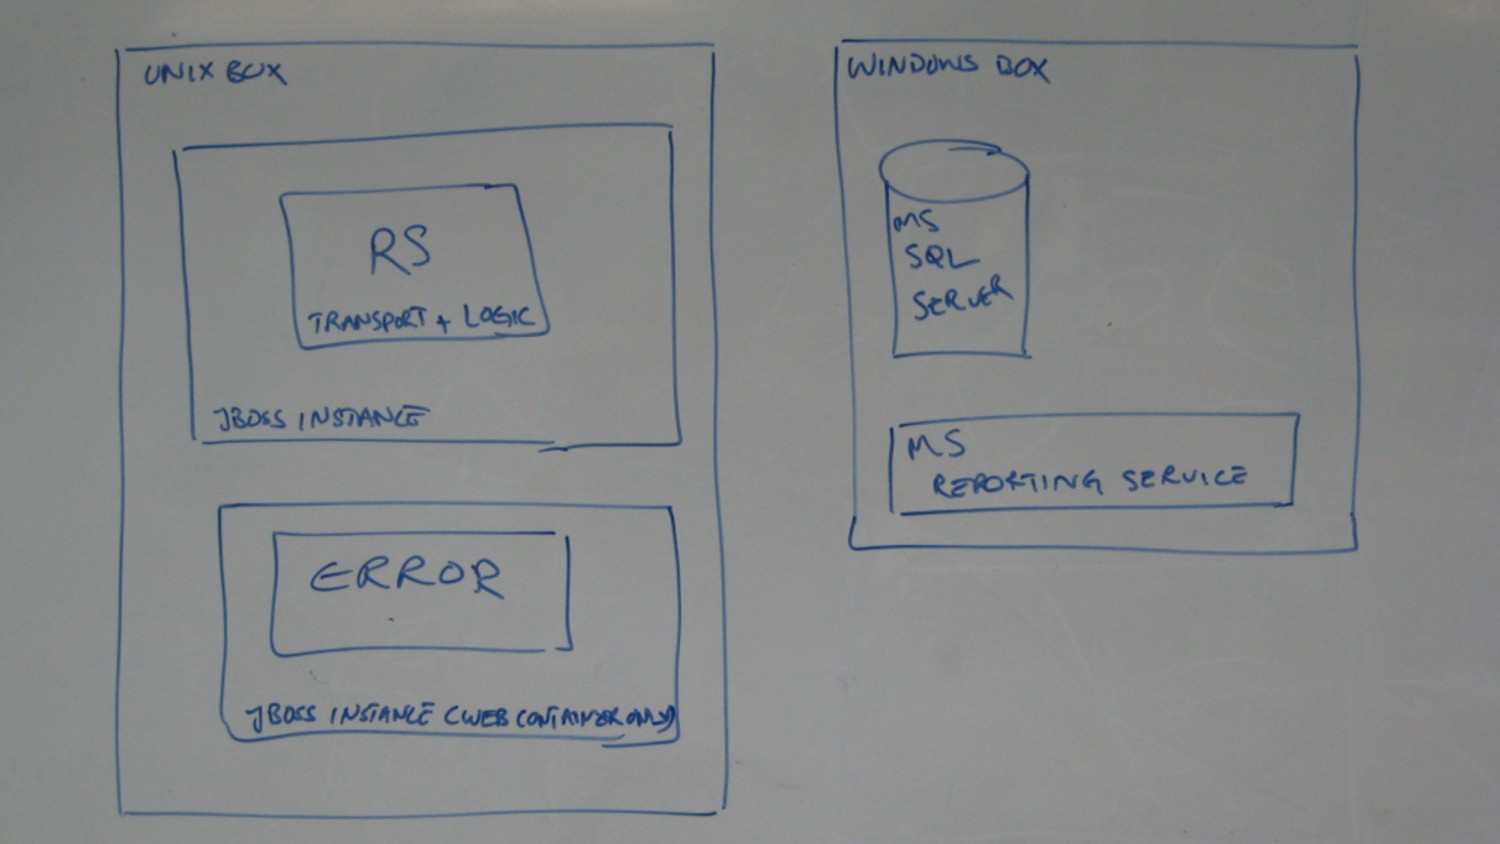 UNIX BOX
RS
TRANSPORT + LOGIC
JBOSS INSTANCE
ERROR
JBOSS INSTANCE (WEB CONTAINER ONLY)
WINDOWS BOX
MS
SQL
SERVER
MS
REPORTING SERVICE